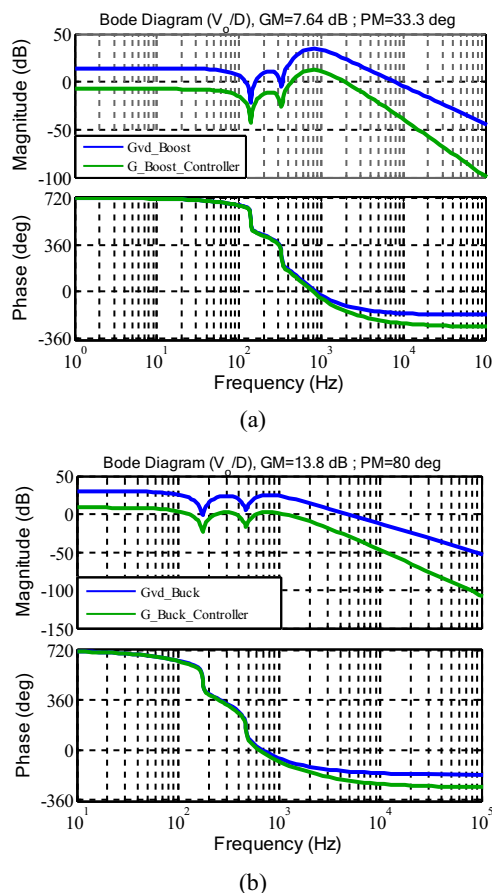 Bode Diagram (Vo/D), GM=7.64 dB ; PM=33.3 deg
Magnitude (dB)
50
0
-50
-100
Gvd_Boost
G_Boost_Controller
Phase (deg)
720
360
0
-360
10^0 10^1 10^2 10^3 10^4 10^5
Frequency (Hz)
(a)
Bode Diagram (Vo/D), GM=13.8 dB ; PM=80 deg
Magnitude (dB)
50
0
-50
-100
-150
Gvd_Buck
G_Buck_Controller
Phase (deg)
720
360
0
-360
10^1 10^2 10^3 10^4 10^5
Frequency (Hz)
(b)